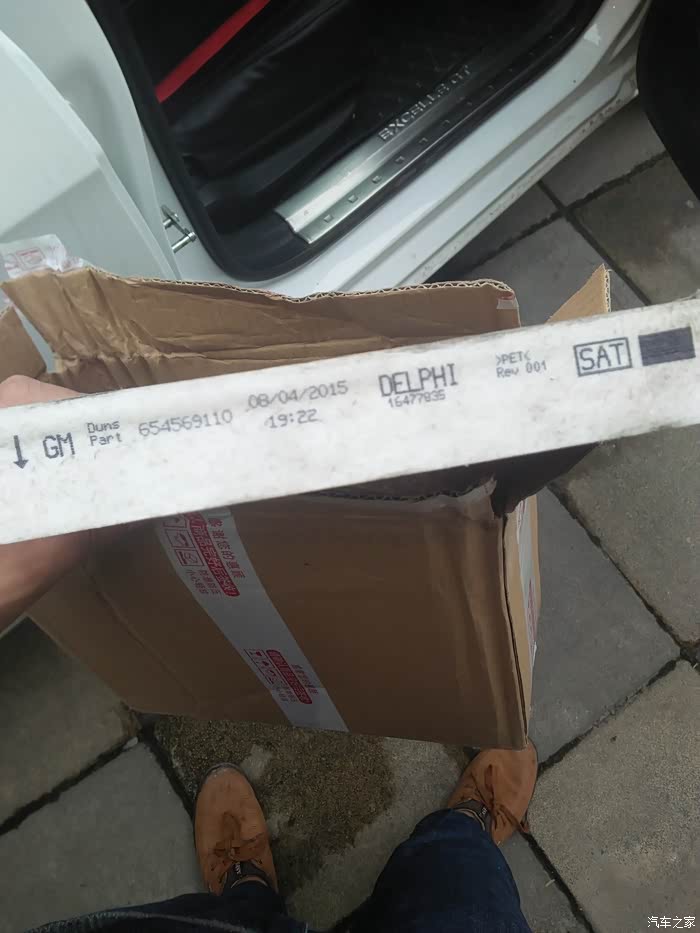 EXCELLE GT
GM
Duns
Part
654569110
08/04/2015
19:22
DELPHI
16477835
>PET<
Rev 001
SAT
汽车之家